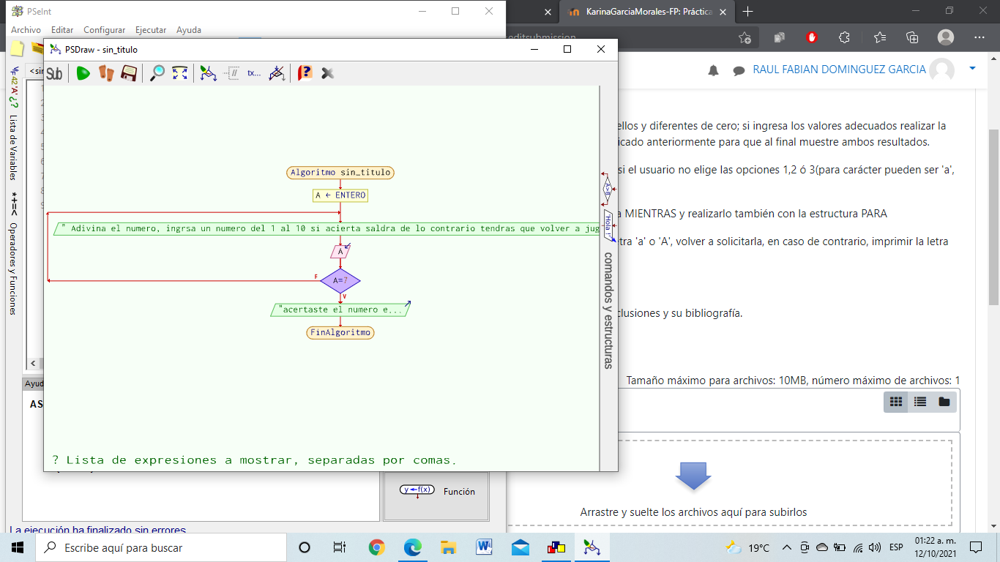 PSeInt
Archivo Editar Configurar Ejecutar Ayuda
KarinaGarciaMorales-FP: Práctica
editsubmission
PSDraw - sin_titulo
Sub
tx...
RAUL FABIAN DOMINGUEZ GARCIA
Lista de Variables
Operadores y Funciones
Algoritmo sin_titulo
A ← ENTERO
" Adivina el numero, ingrsa un numero del 1 al 10 si acierta saldra de lo contrario tendras que volver a jug
A
F
A=7
V
"acertaste el numero e...
FinAlgoritmo
A>B
'Hola !'
comandos y estructuras
? Lista de expresiones a mostrar, separadas por comas.
ellos y diferentes de cero; si ingresa los valores adecuados realizar la
icado anteriormente para que al final muestre ambos resultados.
si el usuario no elige las opciones 1,2 ó 3(para carácter pueden ser 'a',
a MIENTRAS y realizarlo también con la estructura PARA
tra 'a' o 'A', volver a solicitarla, en caso de contrario, imprimir la letra
clusiones y su bibliografía.
Tamaño máximo para archivos: 10MB, número máximo de archivos: 1
Arrastre y suelte los archivos aquí para subirlos
<sin
Ayud
AS
y←f(x) Función
La ejecución ha finalizado sin errores.
Escribe aquí para buscar
19°C
ESP
01:22 a. m.
12/10/2021